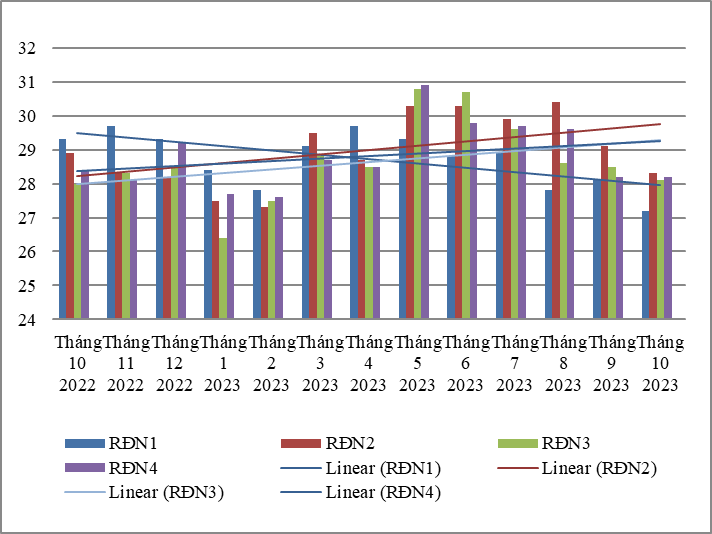 32
31
30
29
28
27
26
25
24
Tháng Tháng Tháng Tháng Tháng Tháng Tháng Tháng Tháng Tháng Tháng Tháng Tháng
10 11 12 1 2 3 4 5 6 7 8 9 10
2022 2022 2022 2023 2023 2023 2023 2023 2023 2023 2023 2023 2023
RĐN1 RĐN2 RĐN3
RĐN4 Linear (RĐN1) Linear (RĐN2)
Linear (RĐN3) Linear (RĐN4)